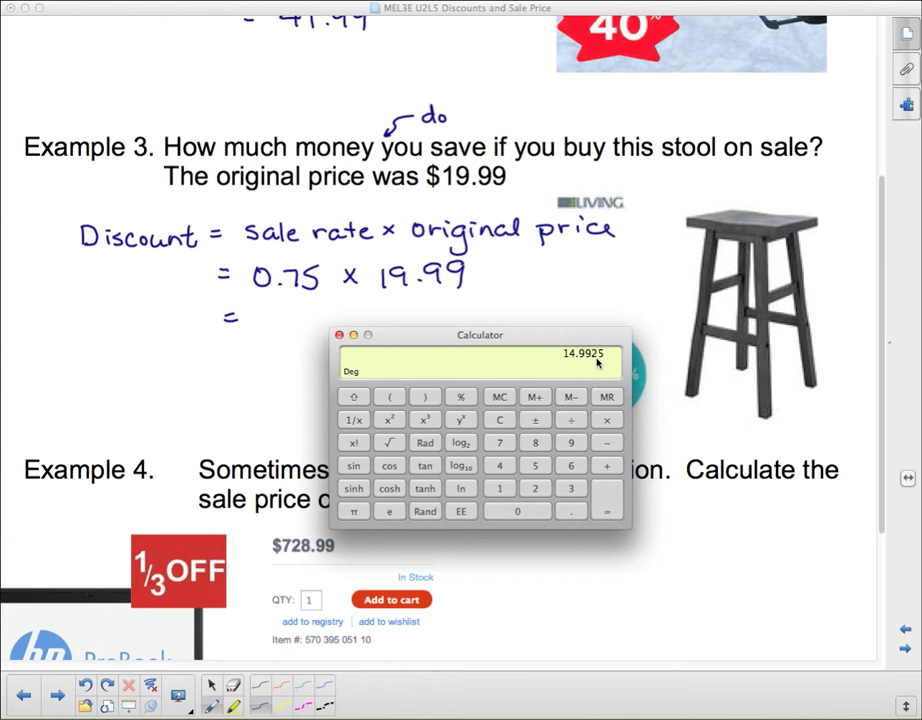 MEL3E U2L5 Discounts and Sale Price
= 41.99
40%
do
Example 3. How much money you save if you buy this stool on sale?
The original price was $19.99
LIVING
Discount = sale rate × original price
= 0.75 × 19.99
=
Calculator
14.9925
Deg
%
( ) % MC M+ M- MR
1/x x² x³ yˣ C ± ÷ ×
x! √ Rad log₂ 7 8 9 −
sin cos tan log₁₀ 4 5 6 +
sinh cosh tanh ln 1 2 3
π e Rand EE 0 . =
Example 4. Sometimes ion. Calculate the
sale price o
1/3 OFF
$728.99
In Stock
QTY: 1 Add to cart
add to registry add to wishlist
Item #: 570 395 051 10
hp ProBook